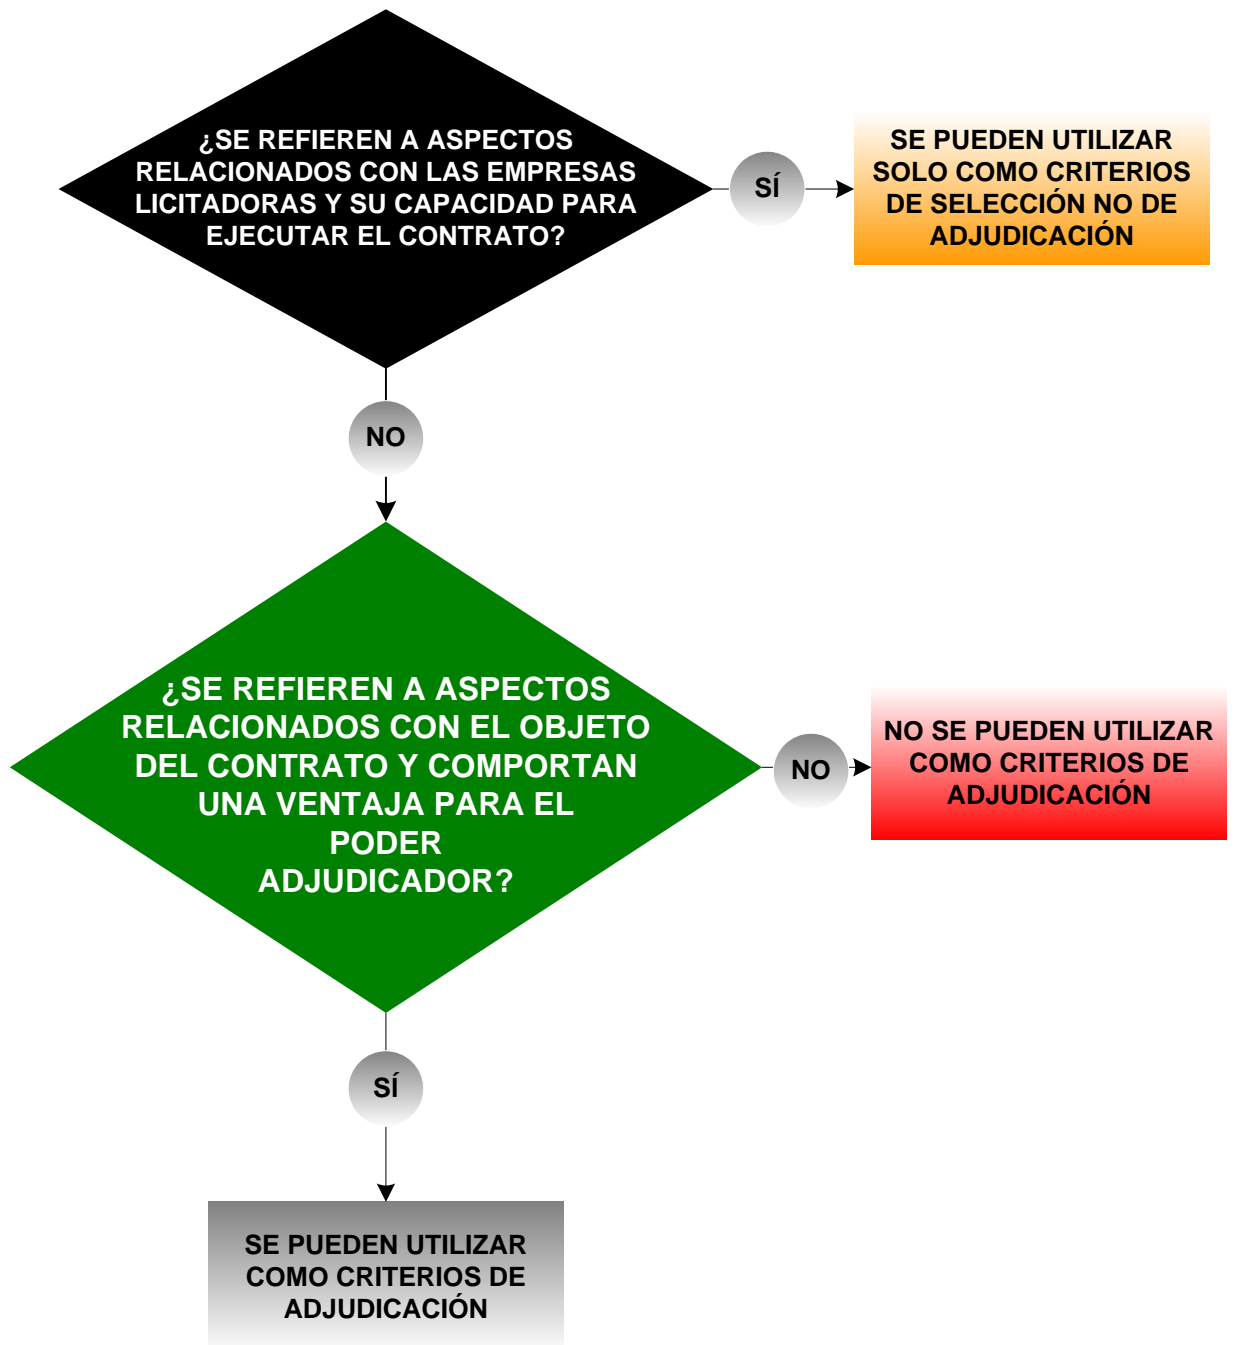 ¿SE REFIEREN A ASPECTOS
RELACIONADOS CON LAS EMPRESAS
LICITADORAS Y SU CAPACIDAD PARA
EJECUTAR EL CONTRATO?
SÍ
SE PUEDEN UTILIZAR
SOLO COMO CRITERIOS
DE SELECCIÓN NO DE
ADJUDICACIÓN
NO
¿SE REFIEREN A ASPECTOS
RELACIONADOS CON EL OBJETO
DEL CONTRATO Y COMPORTAN
UNA VENTAJA PARA EL
PODER
ADJUDICADOR?
NO
NO SE PUEDEN UTILIZAR
COMO CRITERIOS DE
ADJUDICACIÓN
SÍ
SE PUEDEN UTILIZAR
COMO CRITERIOS DE
ADJUDICACIÓN